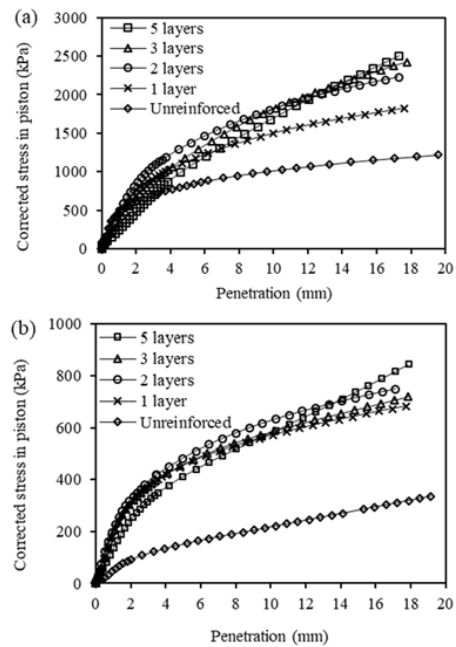 (a)
3000
2500
2000
1500
1000
500
0
Corrected stress in piston (kPa)
5 layers
3 layers
2 layers
1 layer
Unreinforced
0 2 4 6 8 10 12 14 16 18 20
Penetration (mm)
(b)
1000
800
600
400
200
0
Corrected stress in piston (kPa)
5 layers
3 layers
2 layers
1 layer
Unreinforced
0 2 4 6 8 10 12 14 16 18 20
Penetration (mm)